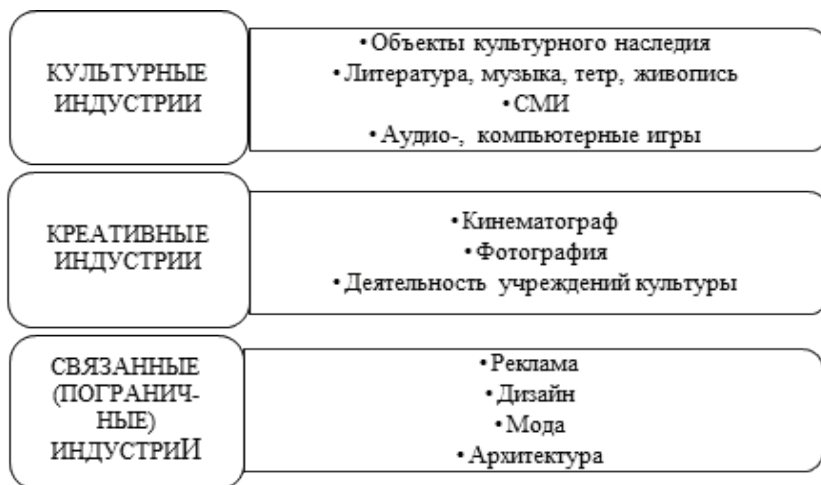 КУЛЬТУРНЫЕ
ИНДУСТРИИ
•Объекты культурного наследия
•Литература, музыка, тетр, живопись
•СМИ
•Аудио-, компьютерные игры
КРЕАТИВНЫЕ
ИНДУСТРИИ
•Кинематограф
•Фотография
•Деятельность учреждений культуры
СВЯЗАННЫЕ
(ПОГРАНИЧ-
НЫЕ)
ИНДУСТРИИ
•Реклама
•Дизайн
•Мода
•Архитектура